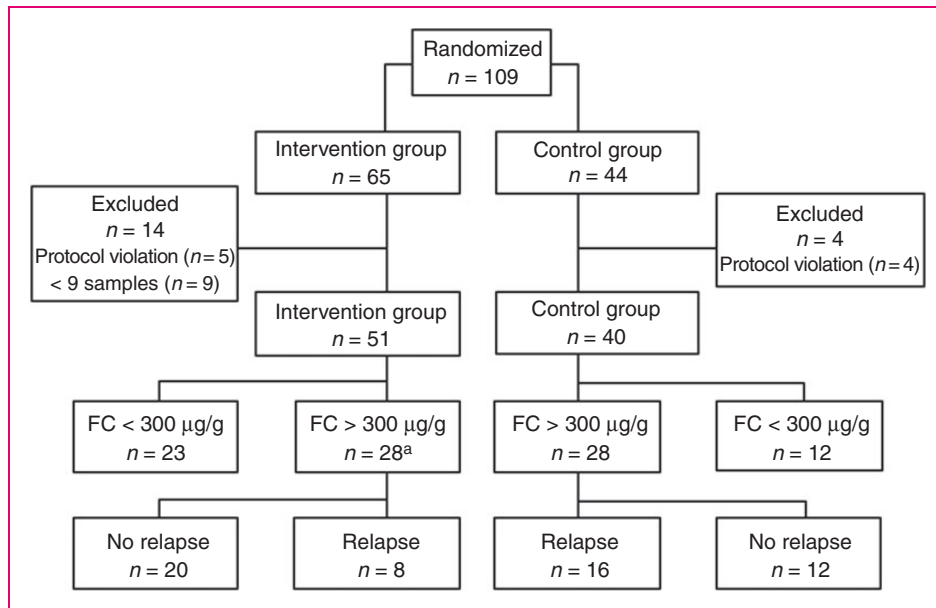 Randomized
n = 109
Intervention group
n = 65
Control group
n = 44
Excluded
n = 14
Protocol violation (n=5)
< 9 samples (n=9)
Excluded
n = 4
Protocol violation (n=4)
Intervention group
n = 51
Control group
n = 40
FC < 300 µg/g
n = 23
FC > 300 µg/g
n = 28ᵃ
FC > 300 µg/g
n = 28
FC < 300 µg/g
n = 12
No relapse
n = 20
Relapse
n = 8
Relapse
n = 16
No relapse
n = 12